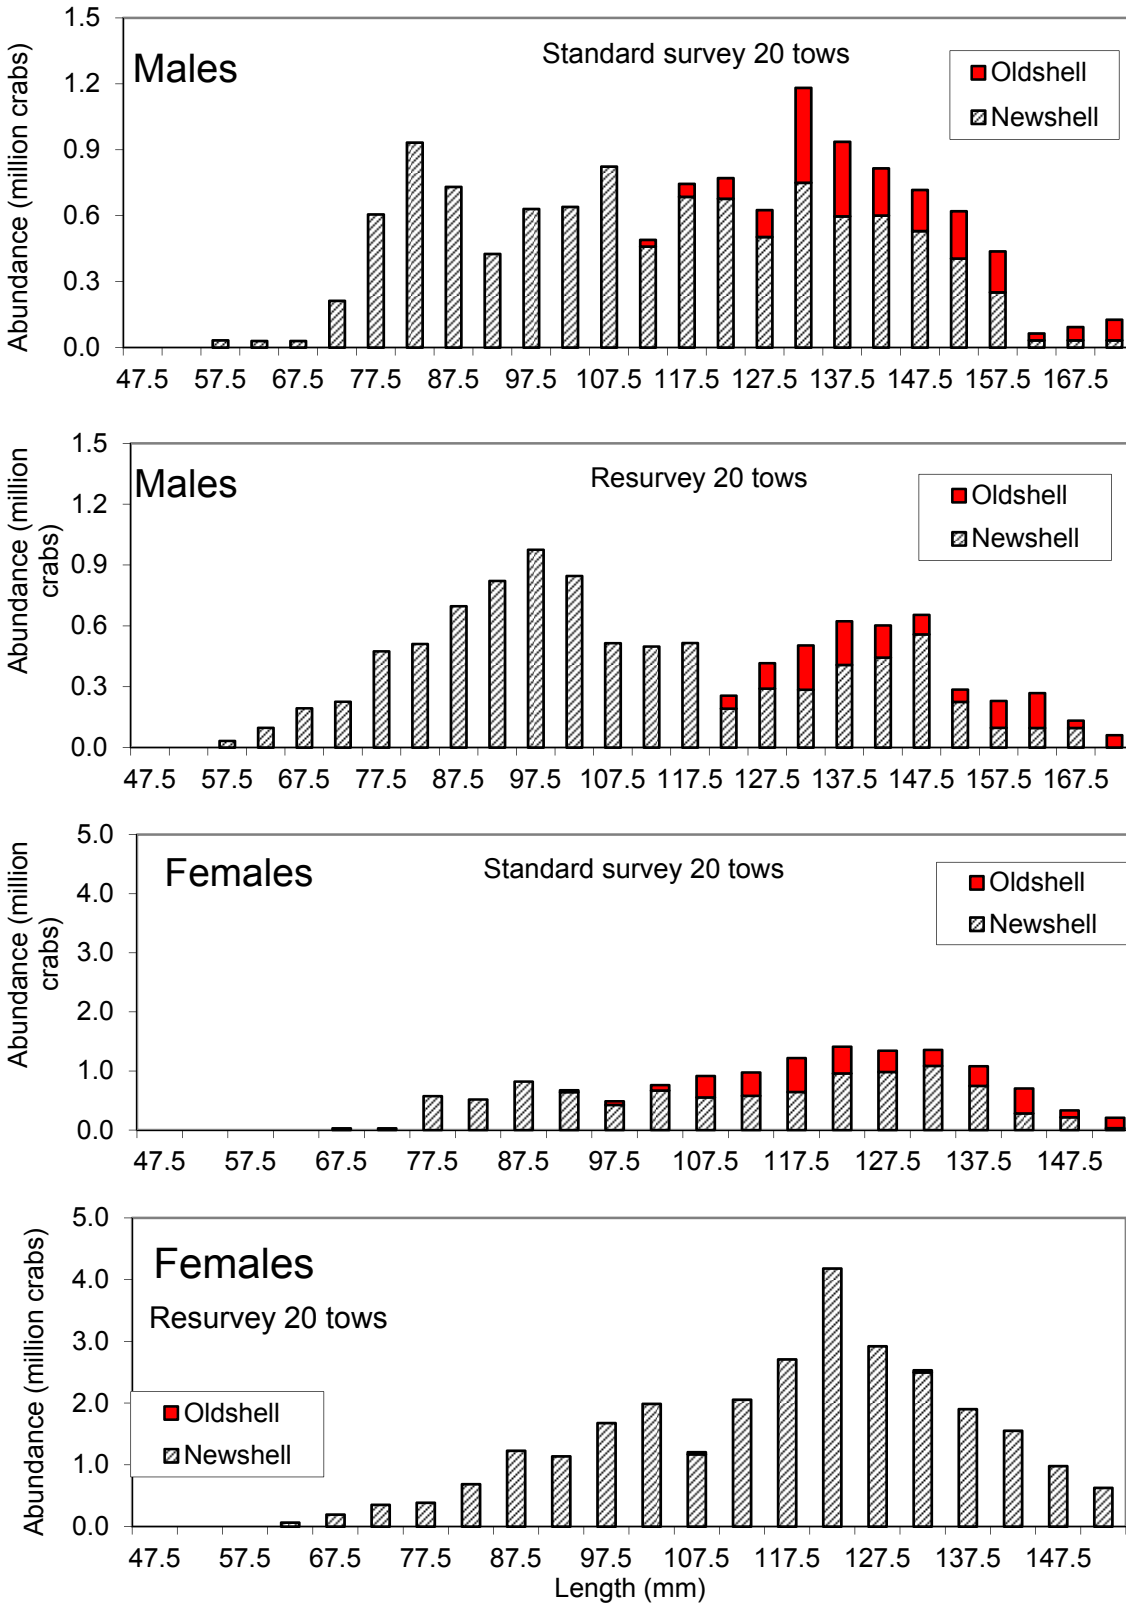 Abundance (million crabs)
1.5
1.2
0.9
0.6
0.3
0.0
Males
Standard survey 20 tows
Oldshell
Newshell
47.5 57.5 67.5 77.5 87.5 97.5 107.5 117.5 127.5 137.5 147.5 157.5 167.5
Abundance (million
crabs)
1.5
1.2
0.9
0.6
0.3
0.0
Males
Resurvey 20 tows
Oldshell
Newshell
47.5 57.5 67.5 77.5 87.5 97.5 107.5 117.5 127.5 137.5 147.5 157.5 167.5
Abundance (million
crabs)
5.0
4.0
3.0
2.0
1.0
0.0
Females
Standard survey 20 tows
Oldshell
Newshell
47.5 57.5 67.5 77.5 87.5 97.5 107.5 117.5 127.5 137.5 147.5
Abundance (million crabs)
5.0
4.0
3.0
2.0
1.0
0.0
Females
Resurvey 20 tows
Oldshell
Newshell
47.5 57.5 67.5 77.5 87.5 97.5 107.5 117.5 127.5 137.5 147.5
Length (mm)